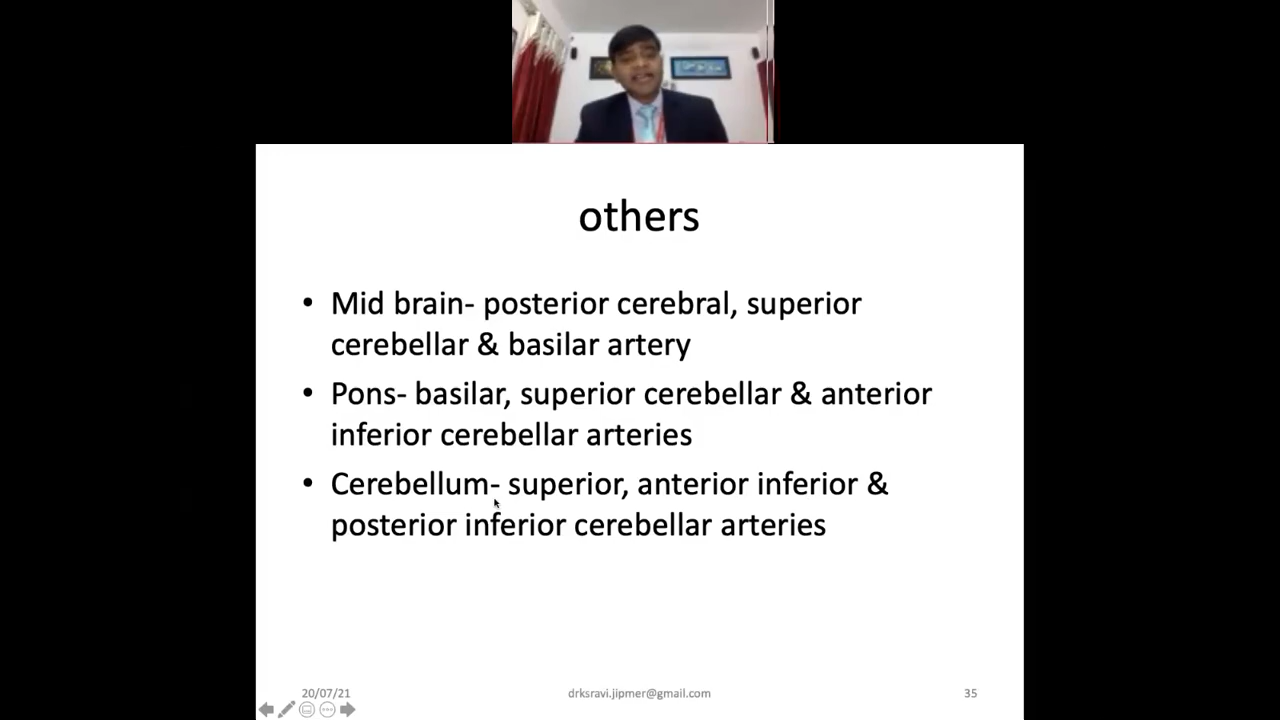 others
• Mid brain- posterior cerebral, superior
cerebellar & basilar artery
• Pons- basilar, superior cerebellar & anterior
inferior cerebellar arteries
• Cerebellum- superior, anterior inferior &
posterior inferior cerebellar arteries
20/07/21
drksravi.jipmer@gmail.com
35